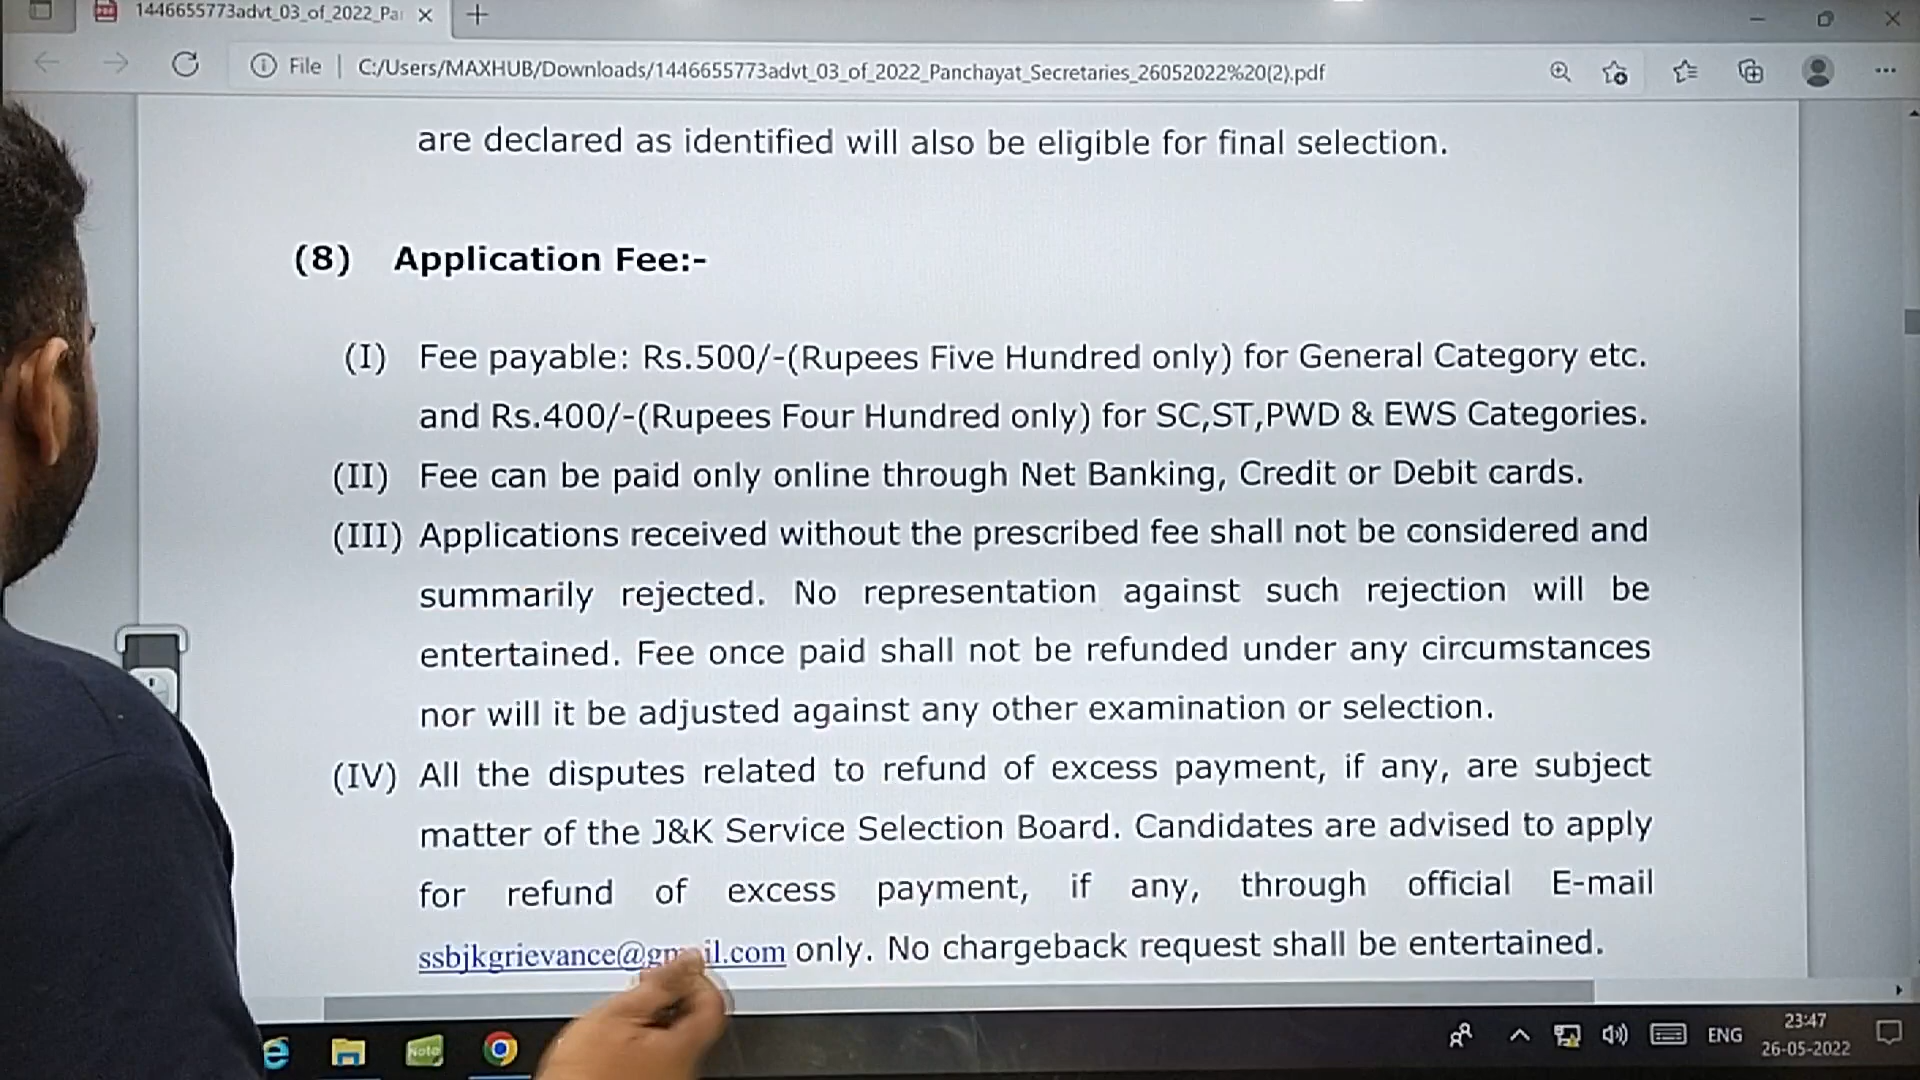 1446655773advt_03_of_2022_Pa
File
C:/Users/MAXHUB/Downloads/1446655773advt_03_of_2022_Panchayat_Secretaries_26052022%20(2).pdf
are declared as identified will also be eligible for final selection.
(8) Application Fee:-
(I) Fee payable: Rs.500/-(Rupees Five Hundred only) for General Category etc.
and Rs.400/-(Rupees Four Hundred only) for SC,ST,PWD & EWS Categories.
(II) Fee can be paid only online through Net Banking, Credit or Debit cards.
(III) Applications received without the prescribed fee shall not be considered and
summarily rejected. No representation against such rejection will be
entertained. Fee once paid shall not be refunded under any circumstances
nor will it be adjusted against any other examination or selection.
(IV) All the disputes related to refund of excess payment, if any, are subject
matter of the J&K Service Selection Board. Candidates are advised to apply
for refund of excess payment, if any, through official E-mail
ssbjkgrievance@gmail.com only. No chargeback request shall be entertained.
Note
ENG
23:47
26-05-2022